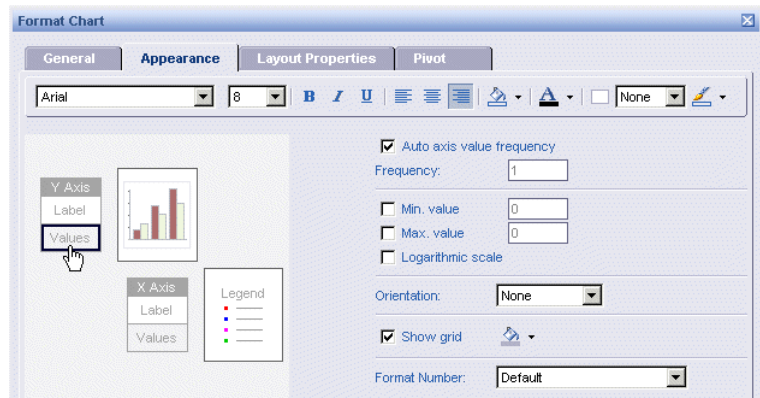 Format Chart
General Appearance Layout Properties Pivot
Arial 8 B I U A None
Auto axis value frequency
Frequency: 1
Y Axis
Label
Values
Min. value 0
Max. value 0
Logarithmic scale
X Axis
Label
Values
Legend
Orientation: None
Show grid
Format Number: Default